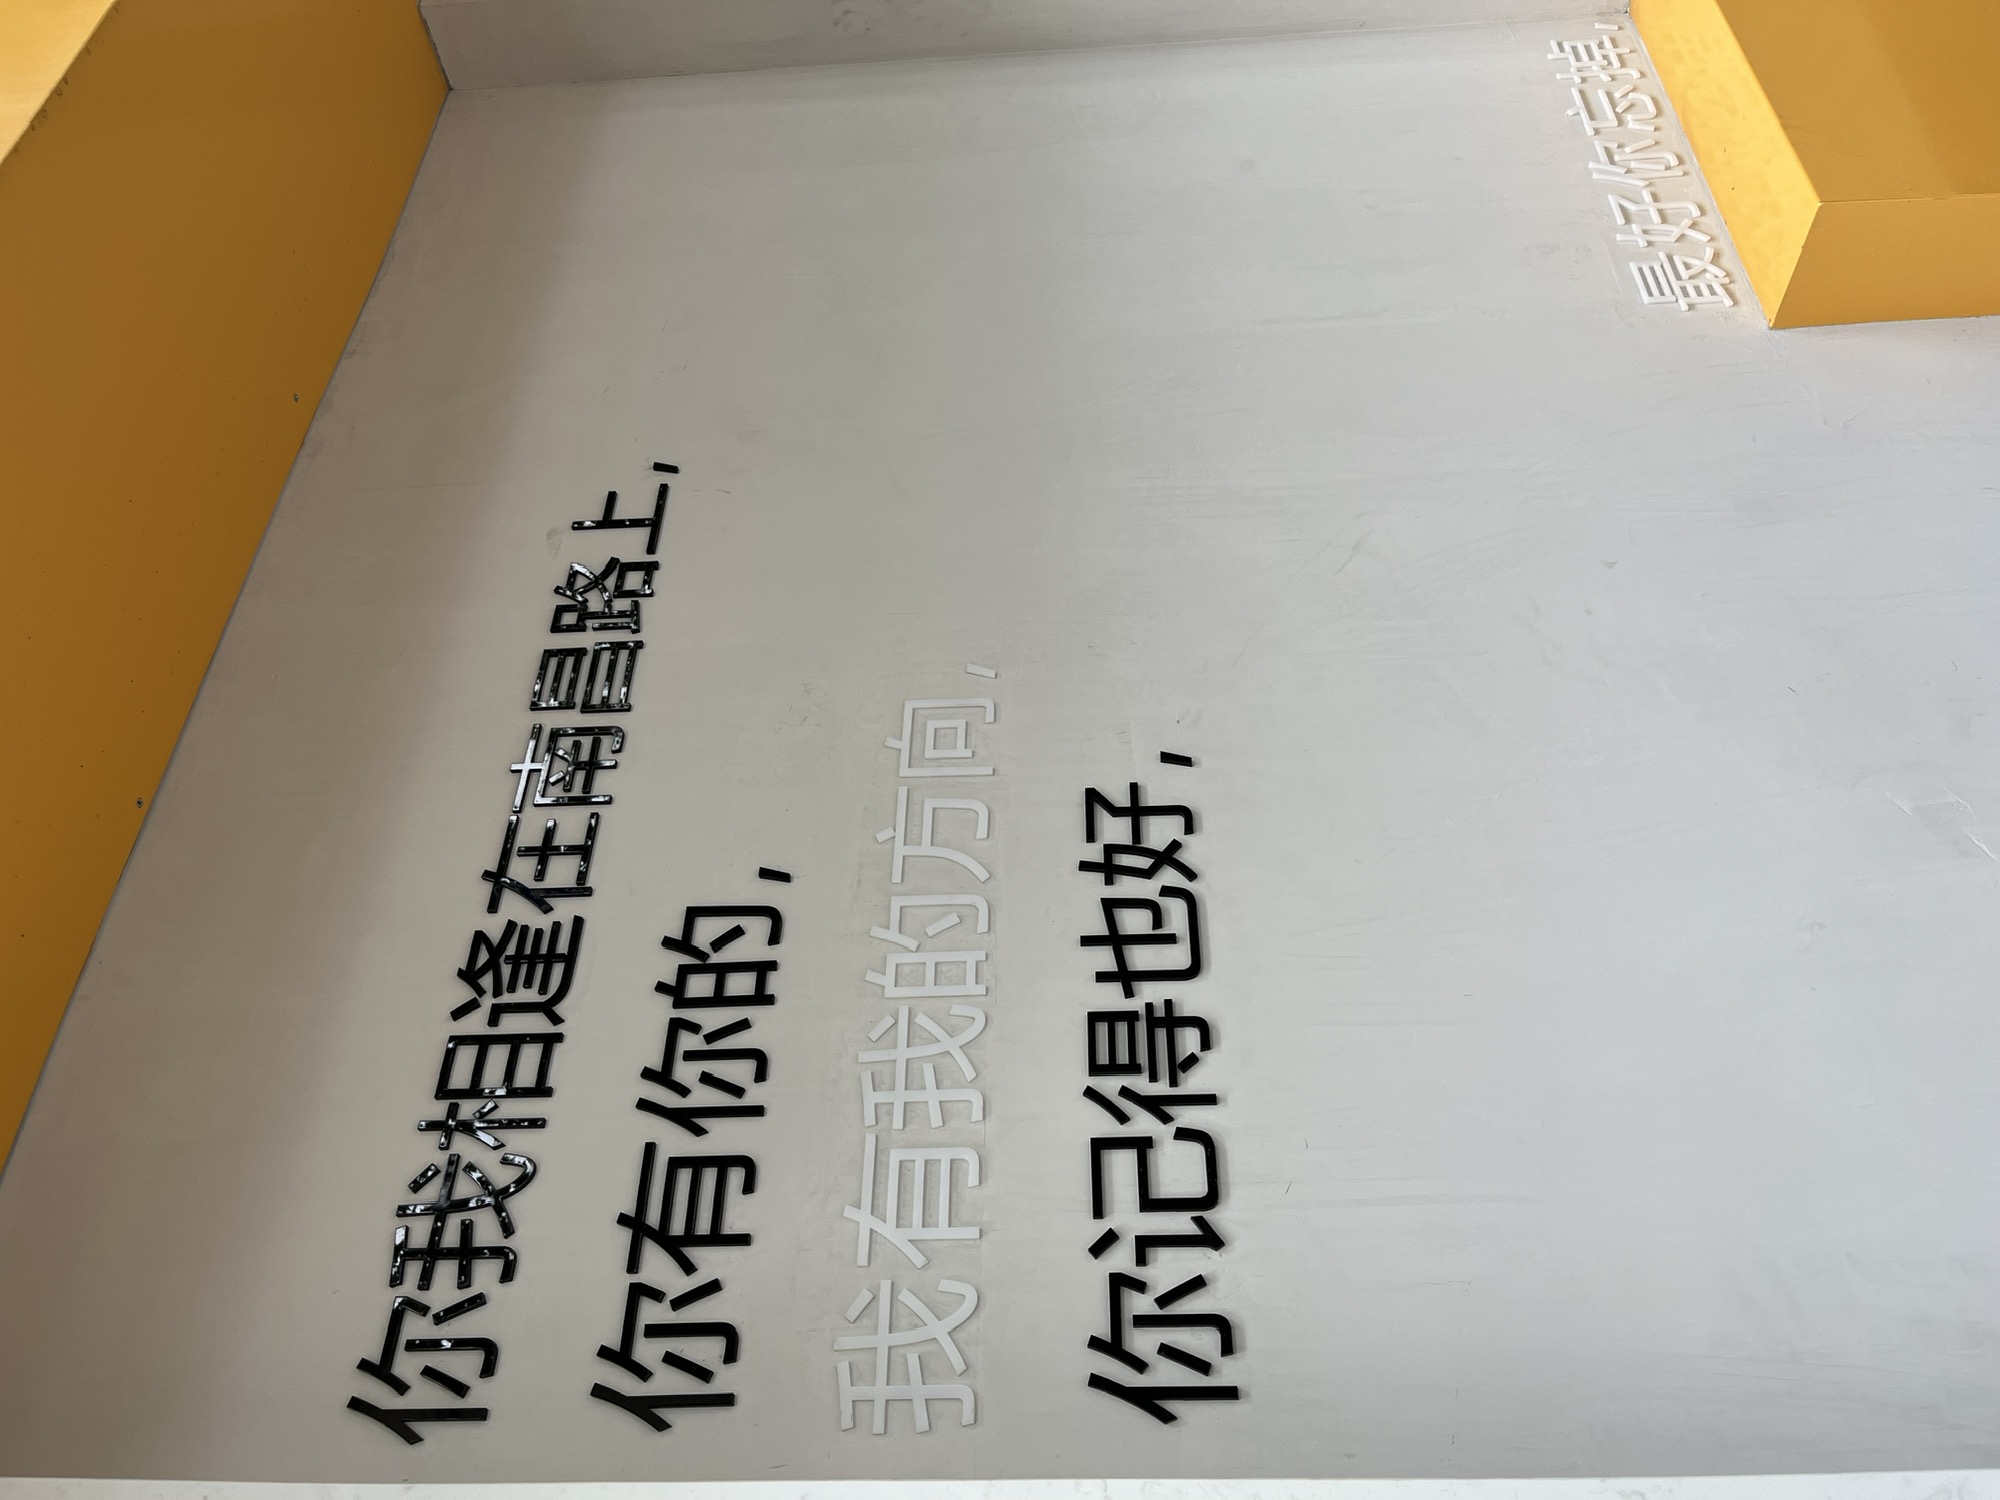 你我相逢在南昌路上,
你有你的,
我有我的方向,
你记得也好,
最好你忘掉,